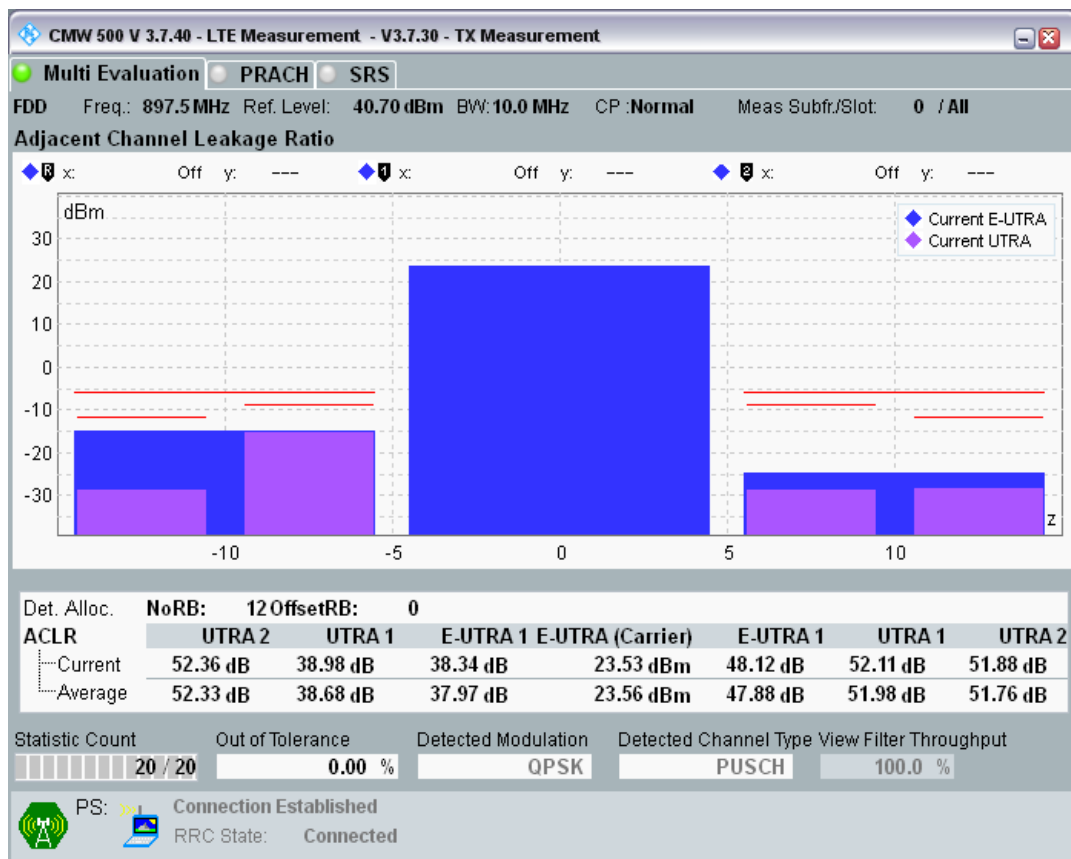 CMW 500 V 3.7.40 - LTE Measurement - V3.7.30 - TX Measurement
Multi Evaluation PRACH SRS
FDD Freq.: 897.5 MHz Ref. Level: 40.70 dBm BW: 10.0 MHz CP :Normal Meas Subfr./Slot: 0 / All
Adjacent Channel Leakage Ratio
R x: Off y: --- 1 x: Off y: --- 2 x: Off y: ---
dBm
Current E-UTRA
Current UTRA
30
20
10
0
-10
-20
-30
z
-10 -5 0 5 10
Det. Alloc. NoRB: 12 OffsetRB: 0
ACLR UTRA 2 UTRA 1 E-UTRA 1 E-UTRA (Carrier) E-UTRA 1 UTRA 1 UTRA 2
Current 52.36 dB 38.98 dB 38.34 dB 23.53 dBm 48.12 dB 52.11 dB 51.88 dB
Average 52.33 dB 38.68 dB 37.97 dB 23.56 dBm 47.88 dB 51.98 dB 51.76 dB
Statistic Count Out of Tolerance Detected Modulation Detected Channel Type View Filter Throughput
20 / 20 0.00 % QPSK PUSCH 100.0 %
PS: Connection Established
RRC State: Connected